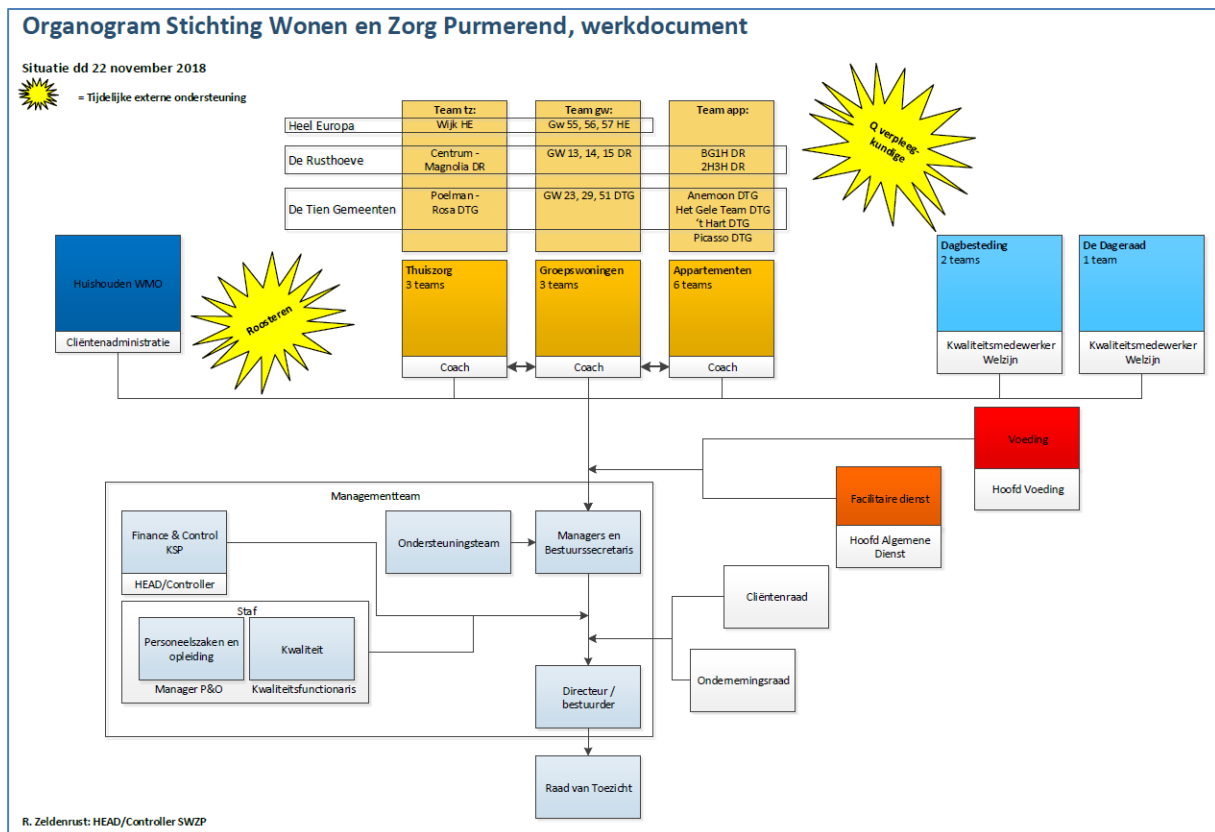 Organogram Stichting Wonen en Zorg Purmerend, werkdocument
Situatie dd 22 november 2018
= Tijdelijke externe ondersteuning
Team tz:
Team gw:
Team app:
Heel Europa
Wijk HE
Gw 55, 56, 57 HE
De Rusthoeve
Centrum -
Magnolia DR
GW 13, 14, 15 DR
BG1H DR
2H3H DR
De Tien Gemeenten
Poelman -
Rosa DTG
GW 23, 29, 51 DTG
Anemoon DTG
Het Gele Team DTG
‘t Hart DTG
Picasso DTG
Q verpleeg-
kundige
Huishouden WMO
Cliëntenadministratie
Roosteren
Thuiszorg
3 teams
Coach
Groepswoningen
3 teams
Coach
Appartementen
6 teams
Coach
Dagbesteding
2 teams
Kwaliteitsmedewerker
Welzijn
De Dageraad
1 team
Kwaliteitsmedewerker
Welzijn
Voeding
Hoofd Voeding
Facilitaire dienst
Hoofd Algemene
Dienst
Managementteam
Finance & Control
KSP
HEAD/Controller
Ondersteuningsteam
Managers en
Bestuurssecretaris
Cliëntenraad
Staf
Personeelszaken en
opleiding
Manager P&O
Kwaliteit
Kwaliteitsfunctionaris
Ondernemingsraad
Directeur /
bestuurder
Raad van Toezicht
R. Zeldenrust: HEAD/Controller SWZP